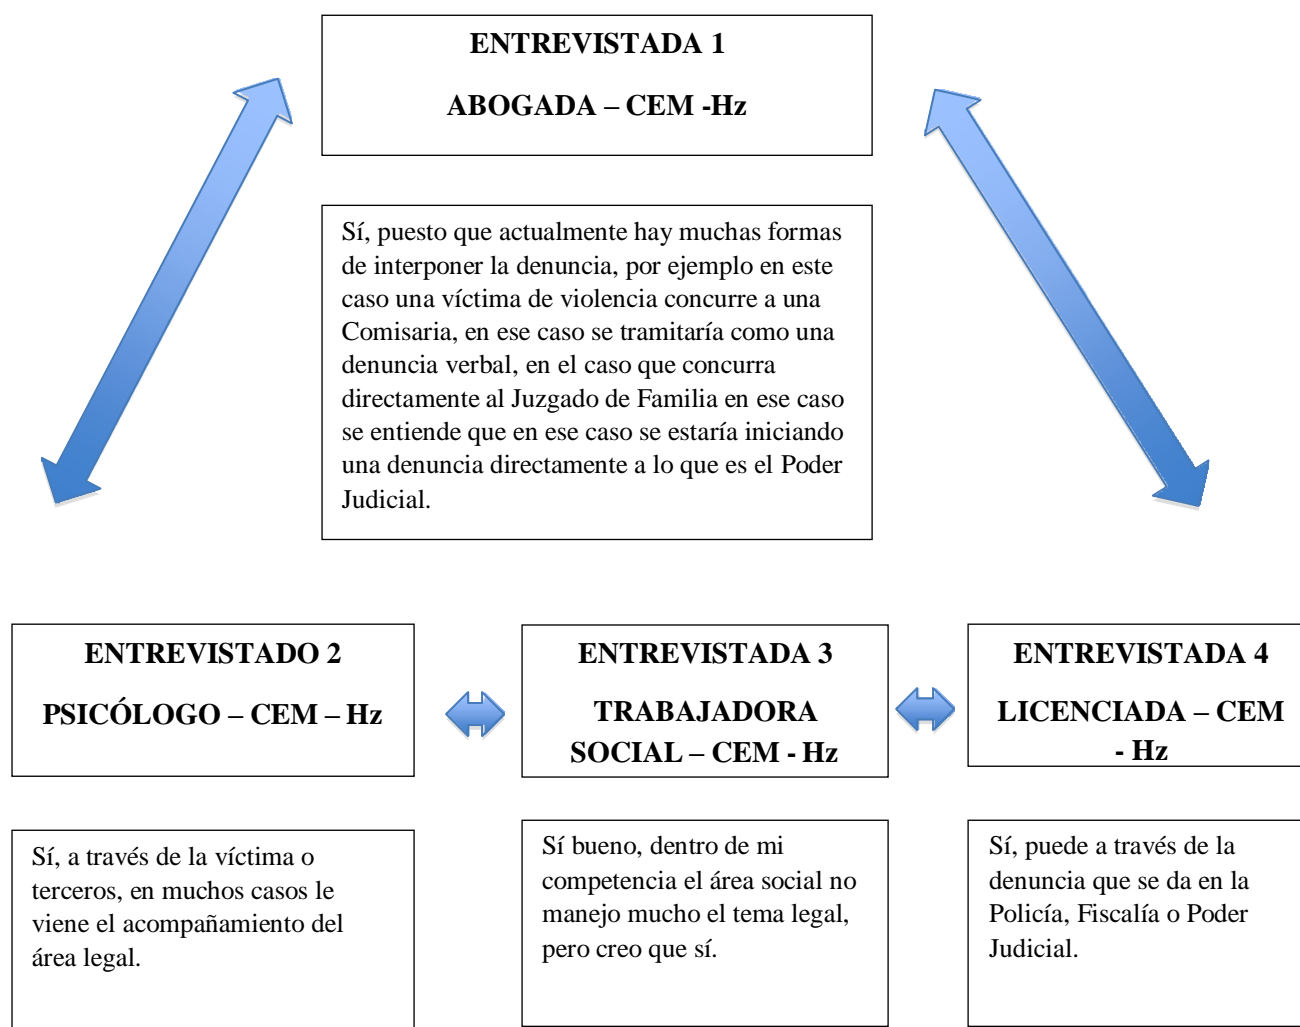 ENTREVISTADA 1
ABOGADA – CEM -Hz
Sí, puesto que actualmente hay muchas formas
de interponer la denuncia, por ejemplo en este
caso una víctima de violencia concurre a una
Comisaria, en ese caso se tramitaría como una
denuncia verbal, en el caso que concurra
directamente al Juzgado de Familia en ese caso
se entiende que en ese caso se estaría iniciando
una denuncia directamente a lo que es el Poder
Judicial.
ENTREVISTADO 2
PSICÓLOGO – CEM – Hz
Sí, a través de la víctima o
terceros, en muchos casos le
viene el acompañamiento del
área legal.
ENTREVISTADA 3
TRABAJADORA
SOCIAL – CEM - Hz
Sí bueno, dentro de mi
competencia el área social no
manejo mucho el tema legal,
pero creo que sí.
ENTREVISTADA 4
LICENCIADA – CEM
- Hz
Sí, puede a través de la
denuncia que se da en la
Policía, Fiscalía o Poder
Judicial.